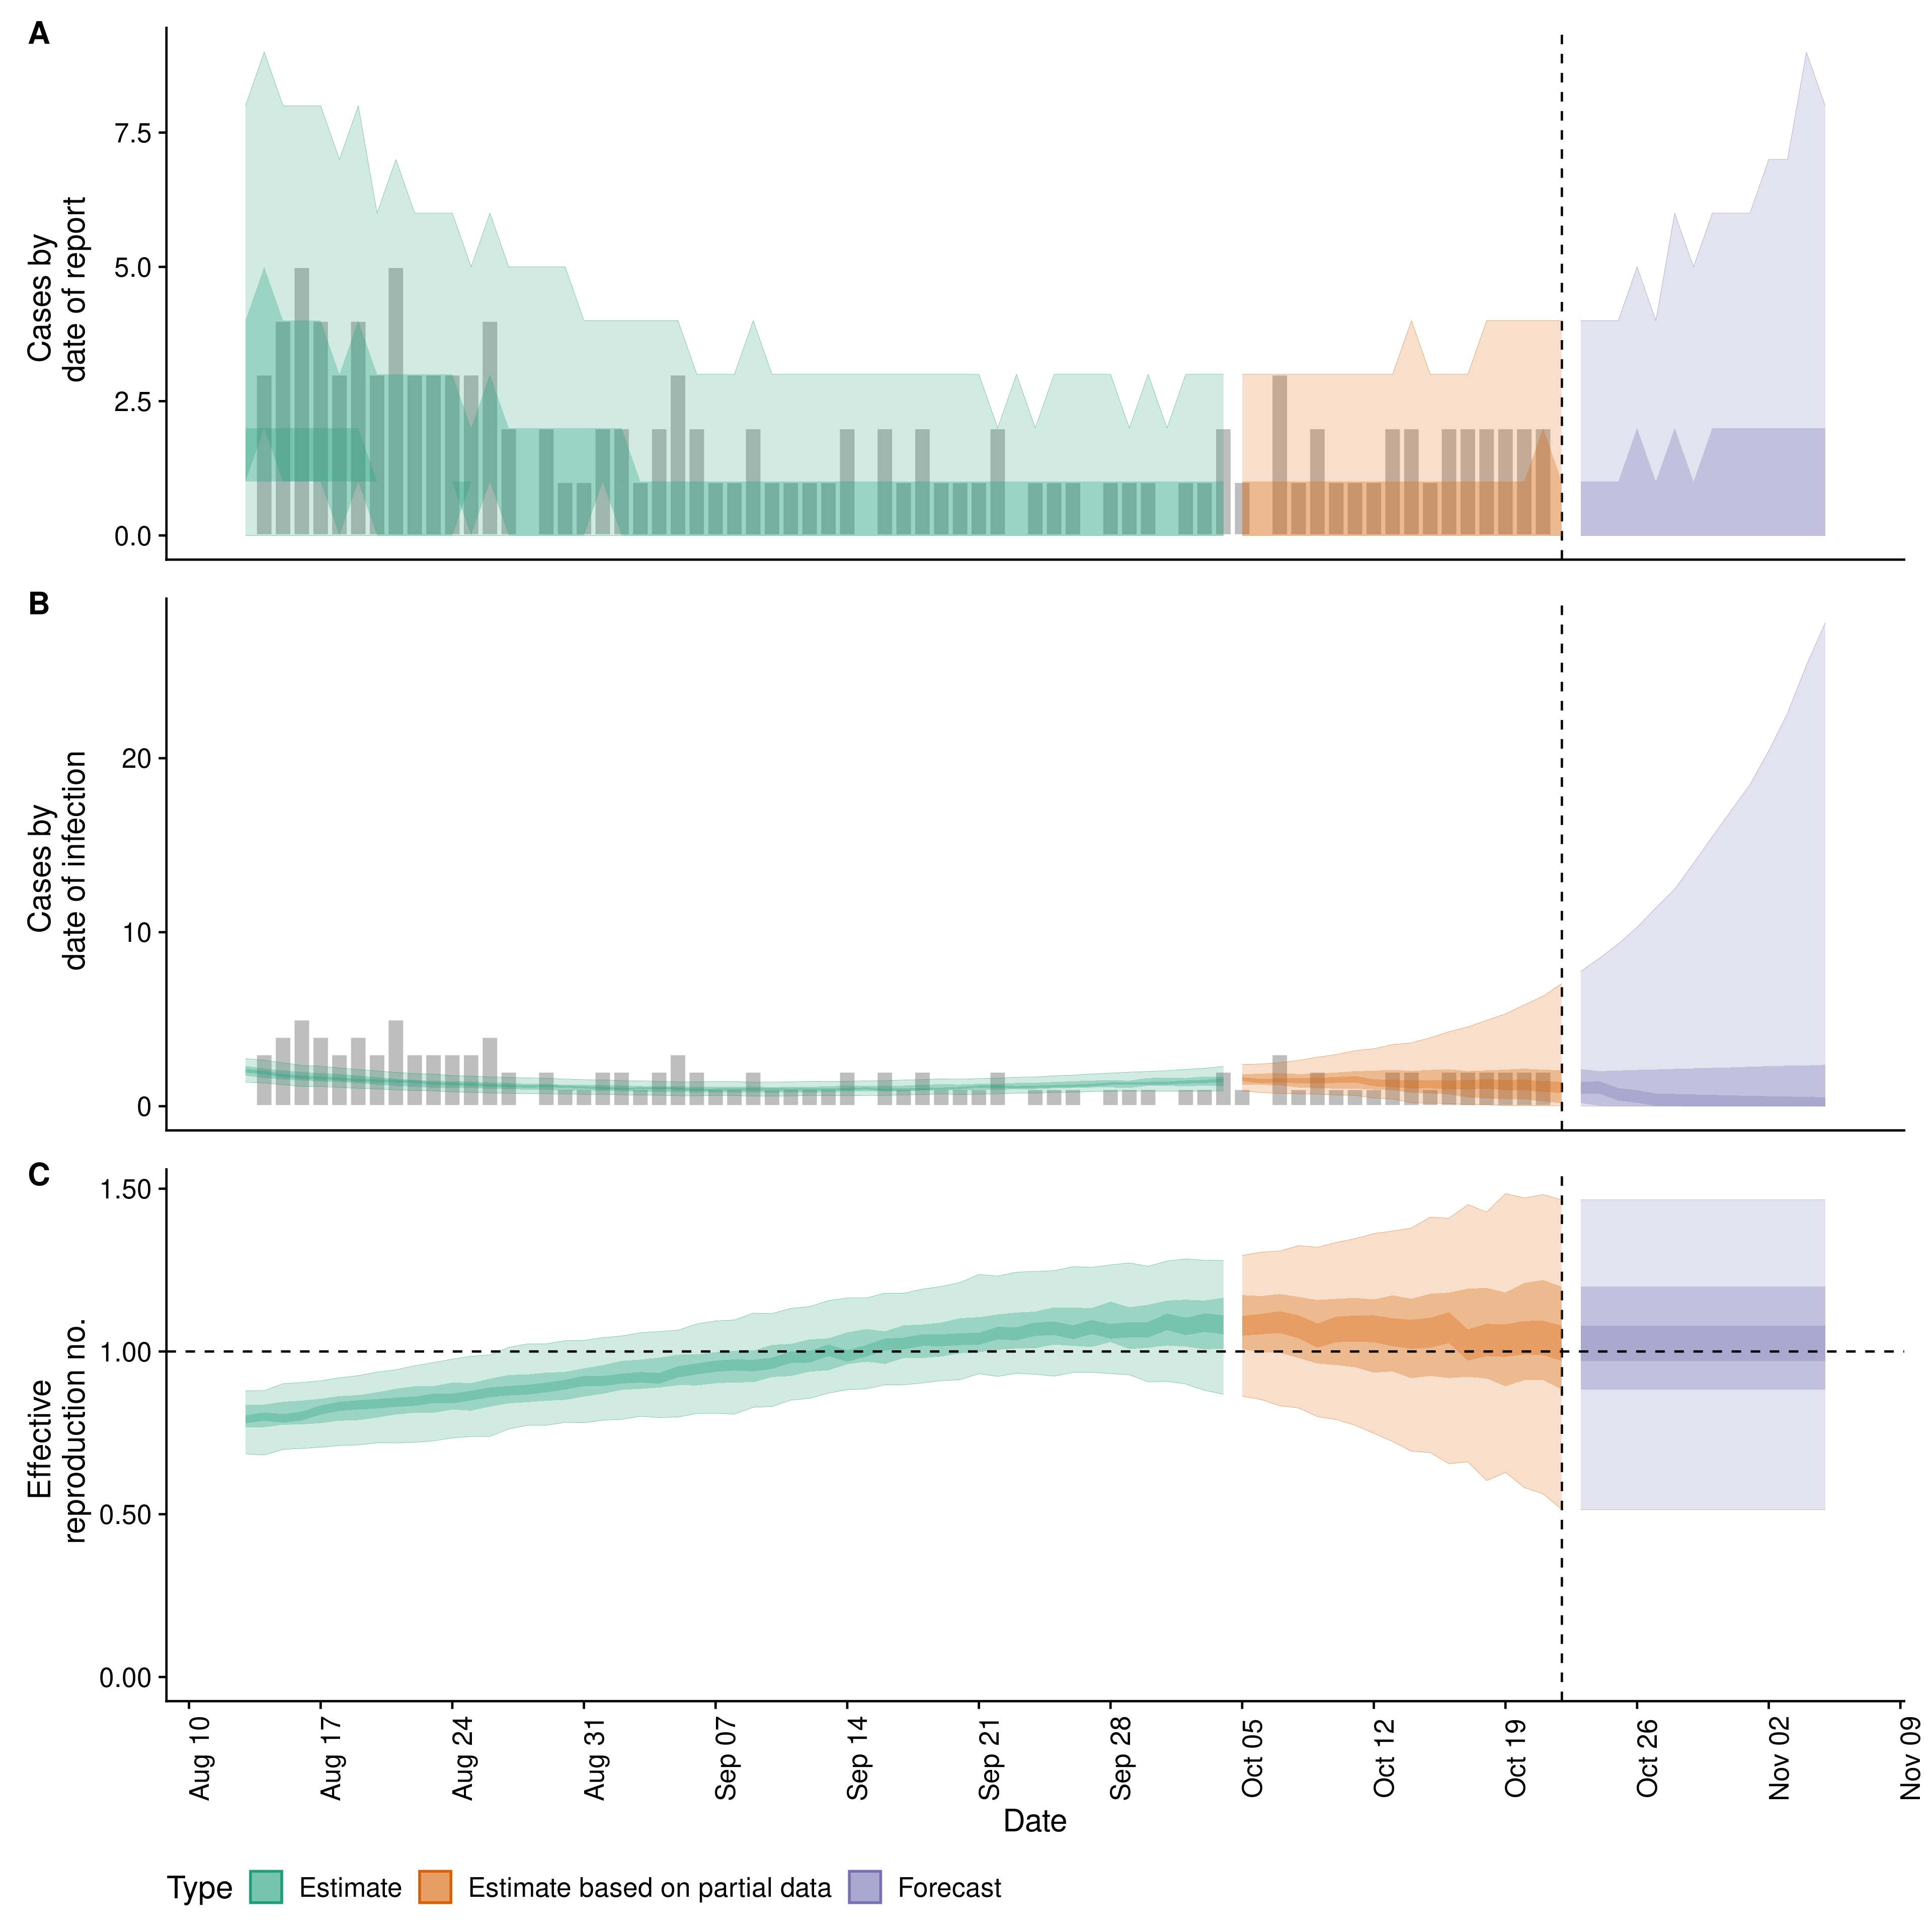 A
Cases by
date of report
7.5
5.0
2.5
0.0
B
Cases by
date of infection
20
10
0
C
Effective
reproduction no.
1.50
1.00
0.50
0.00
Aug 10
Aug 17
Aug 24
Aug 31
Sep 07
Sep 14
Sep 21
Sep 28
Oct 05
Oct 12
Oct 19
Oct 26
Nov 02
Nov 09
Date
Type Estimate Estimate based on partial data Forecast